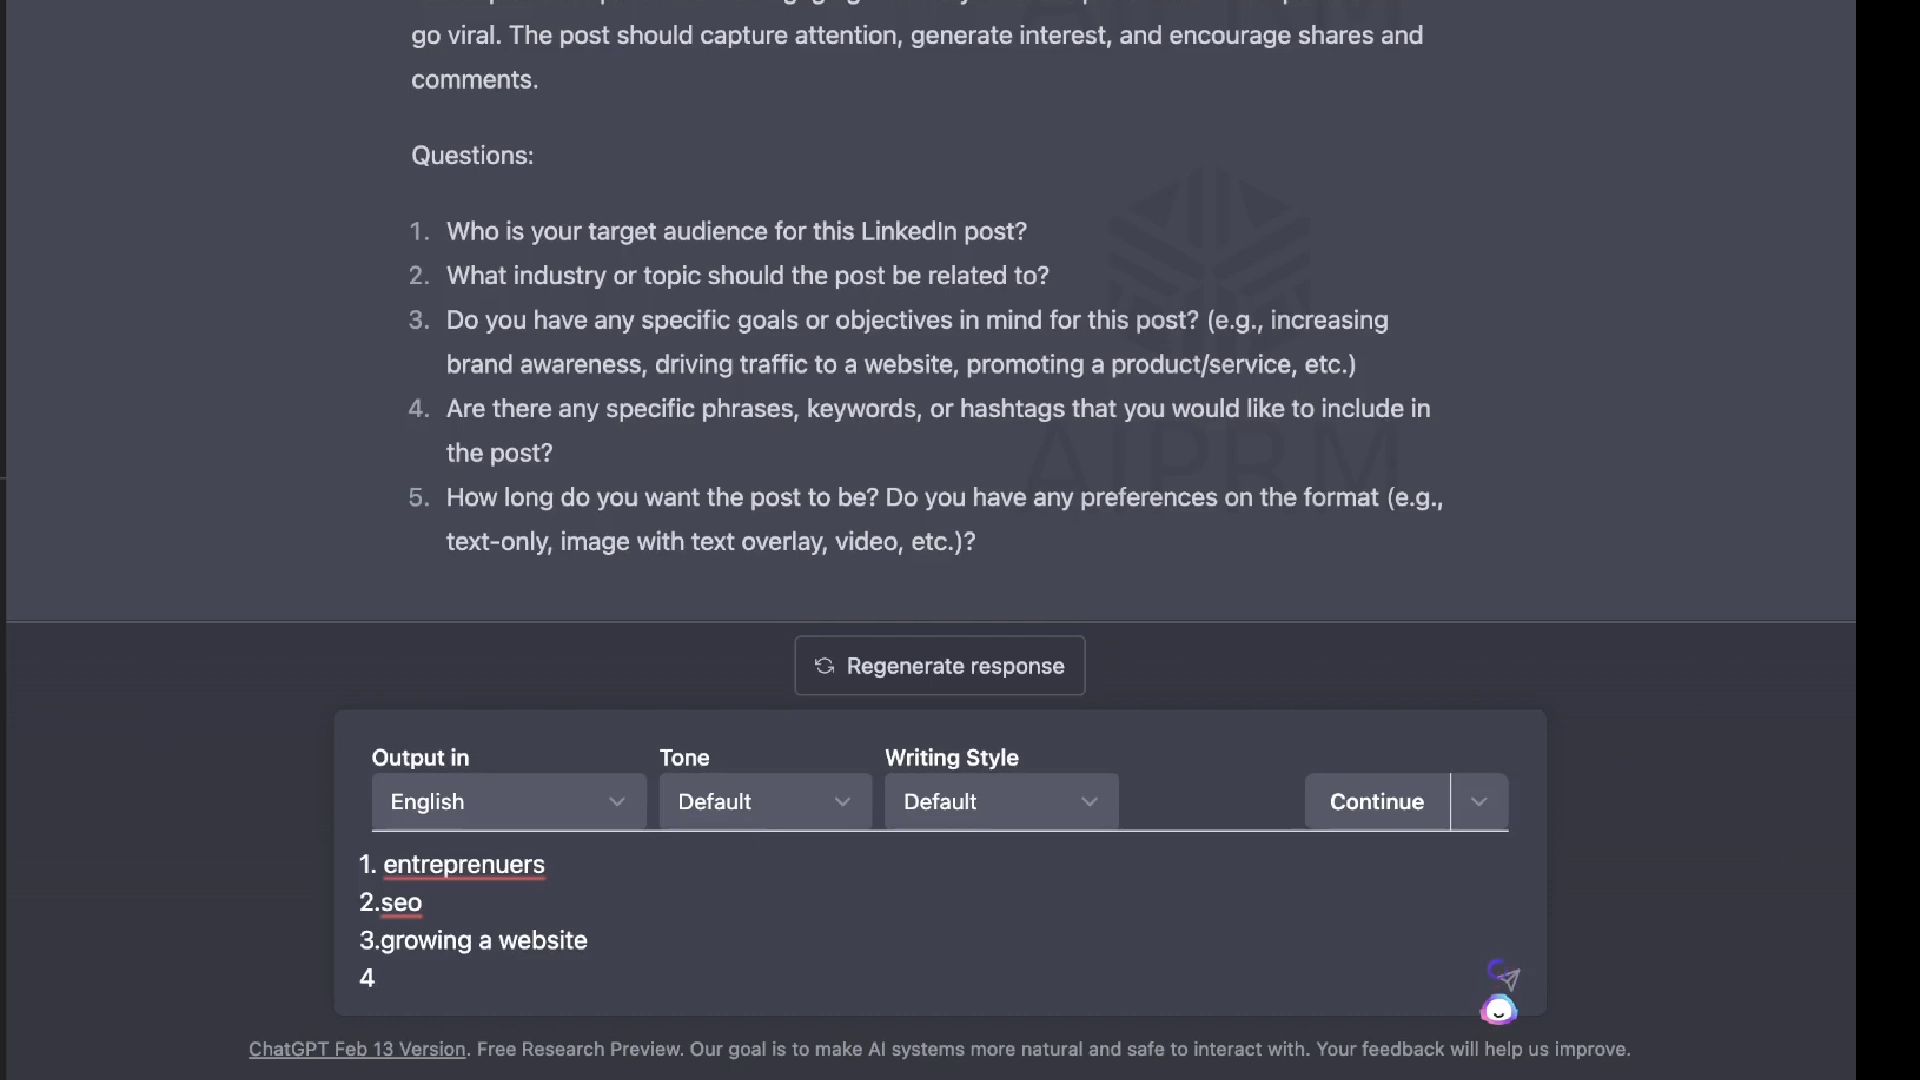 go viral. The post should capture attention, generate interest, and encourage shares and
comments.
Questions:
1. Who is your target audience for this LinkedIn post?
2. What industry or topic should the post be related to?
3. Do you have any specific goals or objectives in mind for this post? (e.g., increasing
brand awareness, driving traffic to a website, promoting a product/service, etc.)
4. Are there any specific phrases, keywords, or hashtags that you would like to include in
the post?
AIPRM
5. How long do you want the post to be? Do you have any preferences on the format (e.g.,
text-only, image with text overlay, video, etc.)?
Regenerate response
Output in Tone Writing Style
English Default Default Continue
1. entreprenuers
2.seo
3.growing a website
4
ChatGPT Feb 13 Version. Free Research Preview. Our goal is to make AI systems more natural and safe to interact with. Your feedback will help us improve.